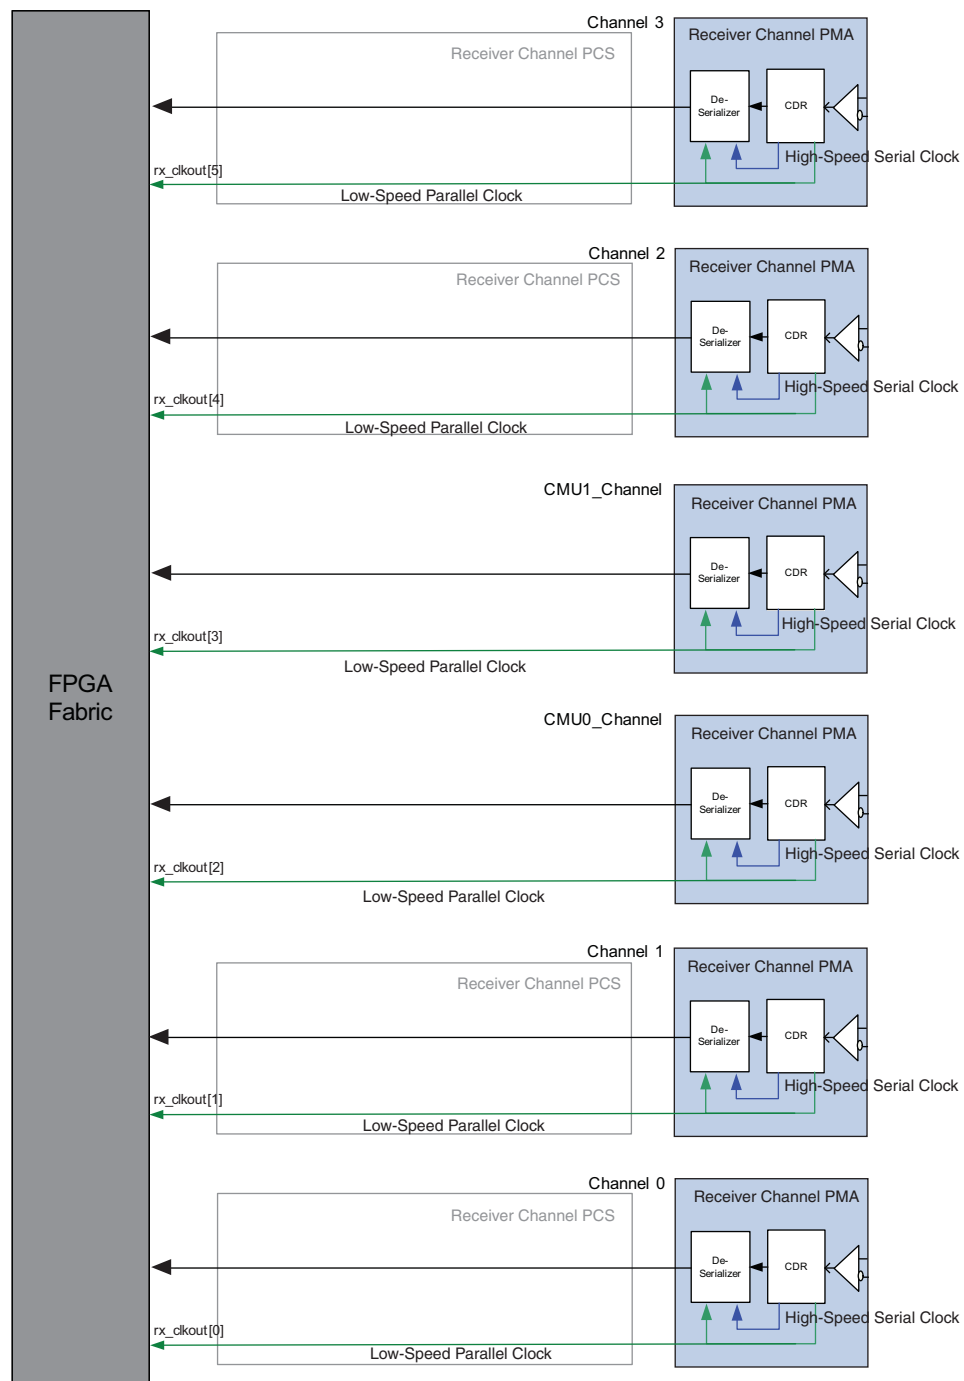 Channel 3
Receiver Channel PMA
Receiver Channel PCS
De-
Serializer
CDR
High-Speed Serial Clock
rx_clkout[5]
Low-Speed Parallel Clock
Channel 2
Receiver Channel PMA
Receiver Channel PCS
De-
Serializer
CDR
High-Speed Serial Clock
rx_clkout[4]
Low-Speed Parallel Clock
CMU1_Channel
Receiver Channel PMA
De-
Serializer
CDR
High-Speed Serial Clock
rx_clkout[3]
Low-Speed Parallel Clock
FPGA
Fabric
CMU0_Channel
Receiver Channel PMA
De-
Serializer
CDR
High-Speed Serial Clock
rx_clkout[2]
Low-Speed Parallel Clock
Channel 1
Receiver Channel PMA
Receiver Channel PCS
De-
Serializer
CDR
High-Speed Serial Clock
rx_clkout[1]
Low-Speed Parallel Clock
Channel 0
Receiver Channel PMA
Receiver Channel PCS
De-
Serializer
CDR
High-Speed Serial Clock
rx_clkout[0]
Low-Speed Parallel Clock